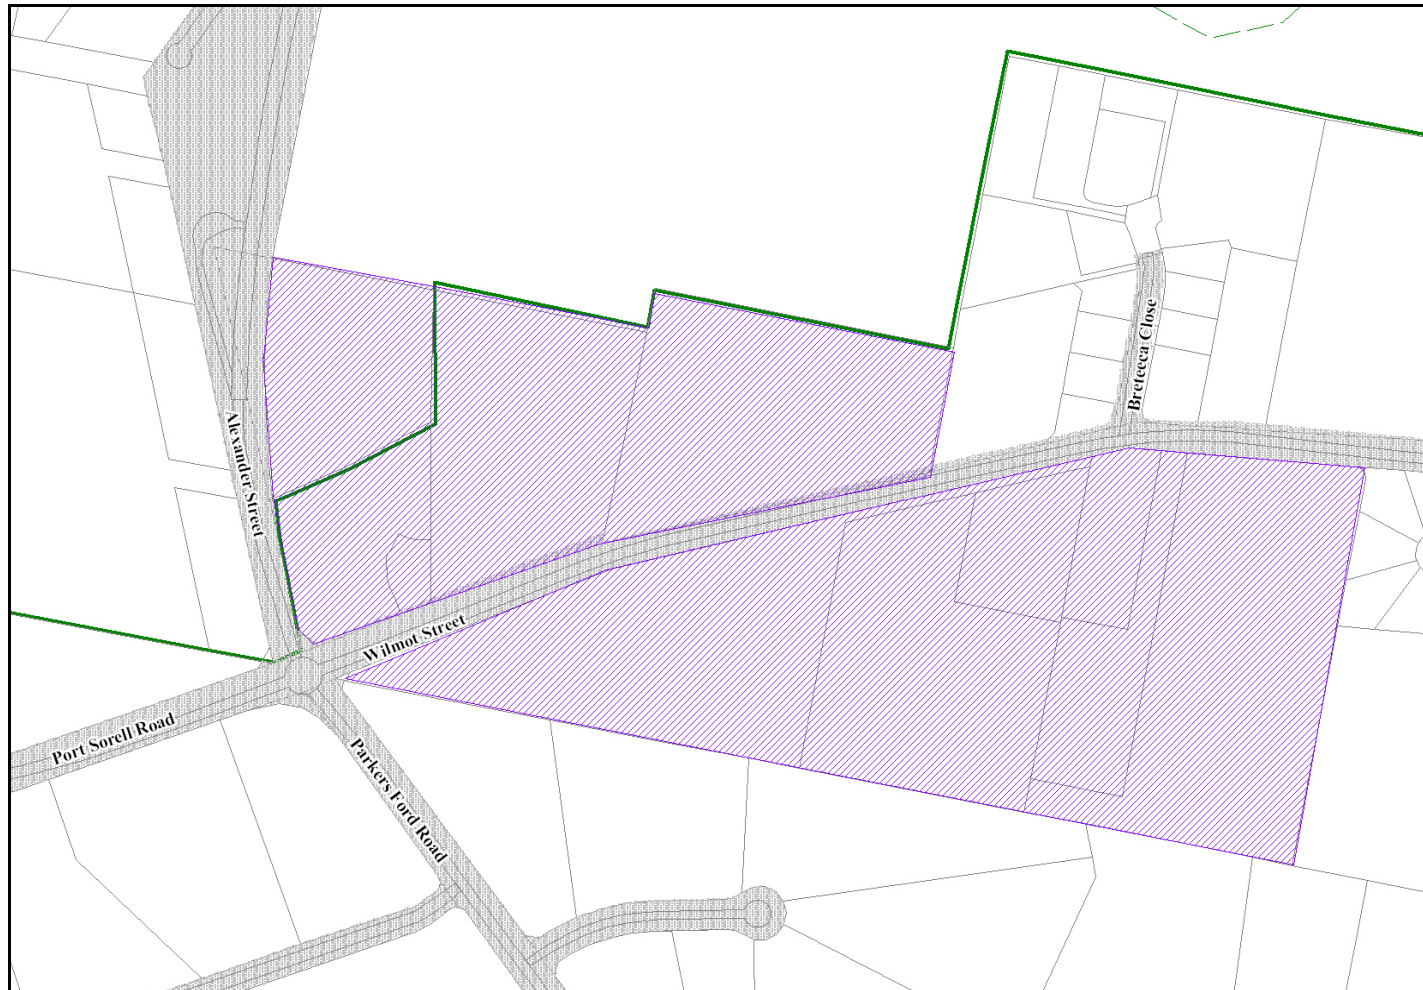 Breteeca Close
Alexander Street
Wilmot Street
Port Sorell Road
Parkers Ford Road